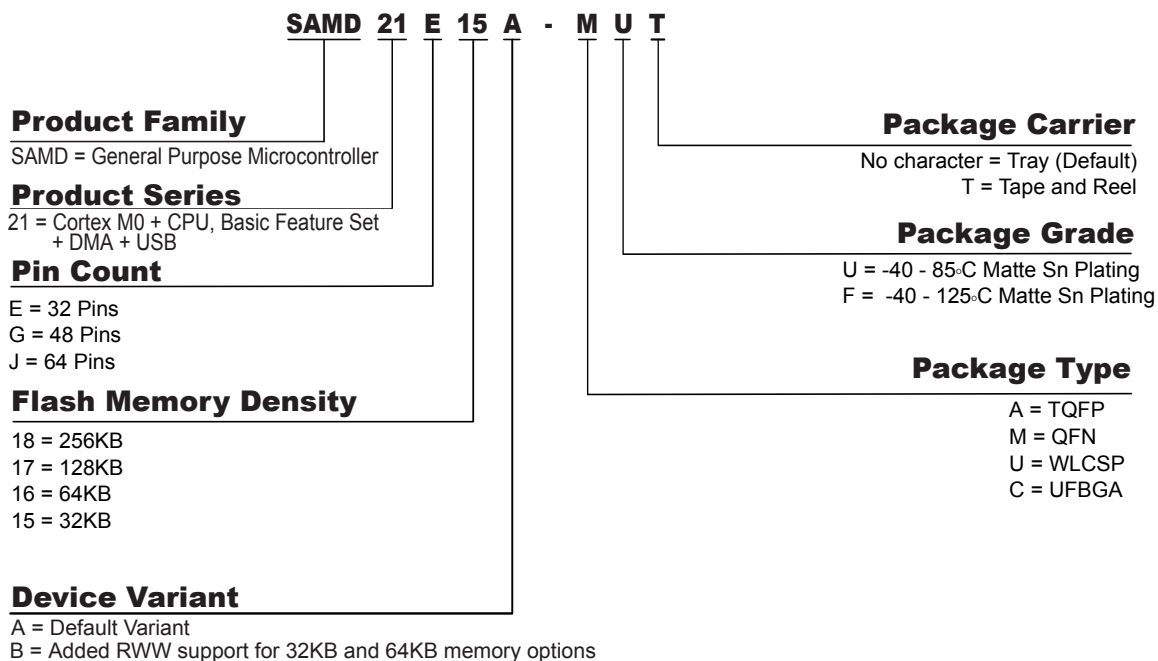 SAMD 21 E 15 A - M U T
Product Family
SAMD = General Purpose Microcontroller
Product Series
21 = Cortex M0 + CPU, Basic Feature Set
+ DMA + USB
Pin Count
E = 32 Pins
G = 48 Pins
J = 64 Pins
Flash Memory Density
18 = 256KB
17 = 128KB
16 = 64KB
15 = 32KB
Device Variant
A = Default Variant
B = Added RWW support for 32KB and 64KB memory options
Package Carrier
No character = Tray (Default)
T = Tape and Reel
Package Grade
U = -40 - 85°C Matte Sn Plating
F = -40 - 125°C Matte Sn Plating
Package Type
A = TQFP
M = QFN
U = WLCSP
C = UFBGA